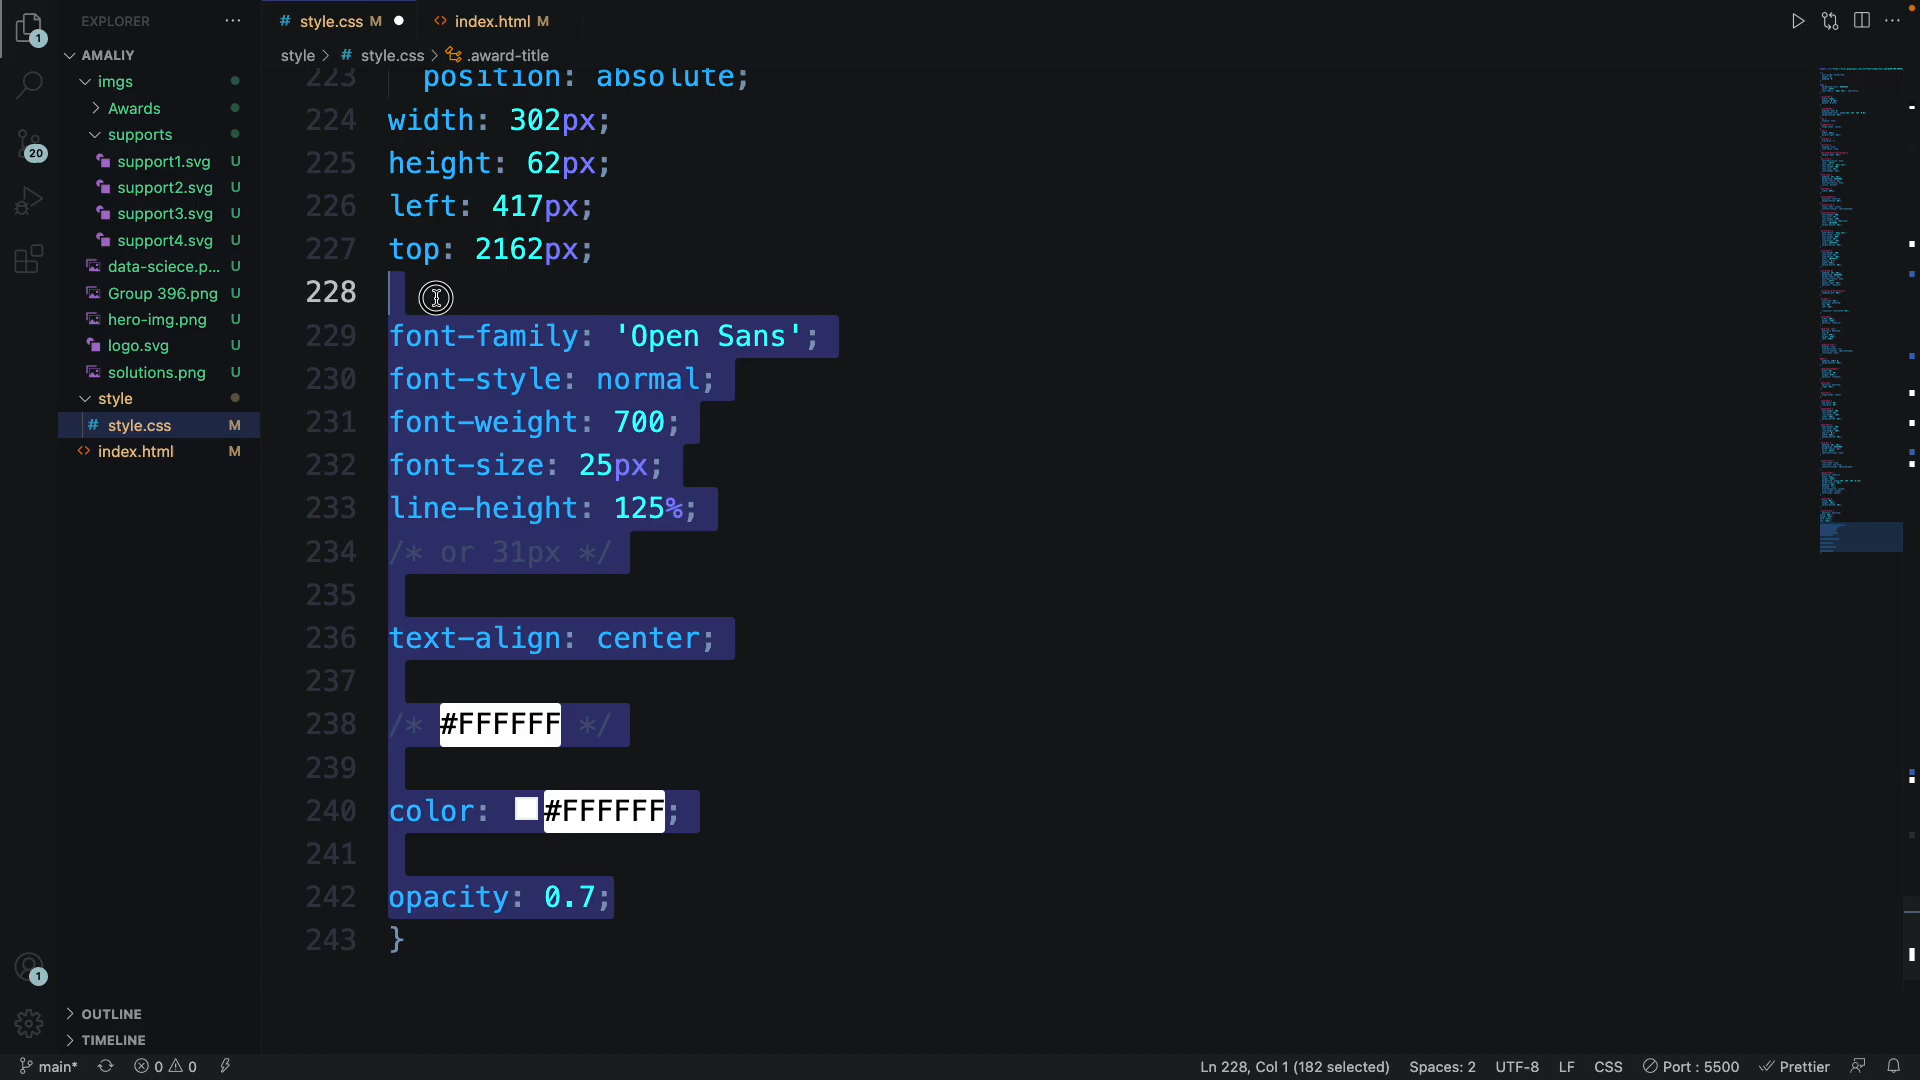 EXPLORER
AMALIY
imgs
Awards
supports
support1.svg U
support2.svg U
support3.svg U
support4.svg U
data-sciece.p... U
Group 396.png U
hero-img.png U
logo.svg U
solutions.png U
style
# style.css M
index.html M
OUTLINE
TIMELINE
1
20
1
# style.css M
index.html M
style > # style.css > .award-title
223 position: absolute;
224 width: 302px;
225 height: 62px;
226 left: 417px;
227 top: 2162px;
228
229 font-family: 'Open Sans';
230 font-style: normal;
231 font-weight: 700;
232 font-size: 25px;
233 line-height: 125%;
234 /* or 31px */
235
236 text-align: center;
237
238 /* #FFFFFF */
239
240 color: #FFFFFF;
241
242 opacity: 0.7;
243 }
main* 0 0 Ln 228, Col 1 (182 selected) Spaces: 2 UTF-8 LF CSS Port : 5500 Prettier